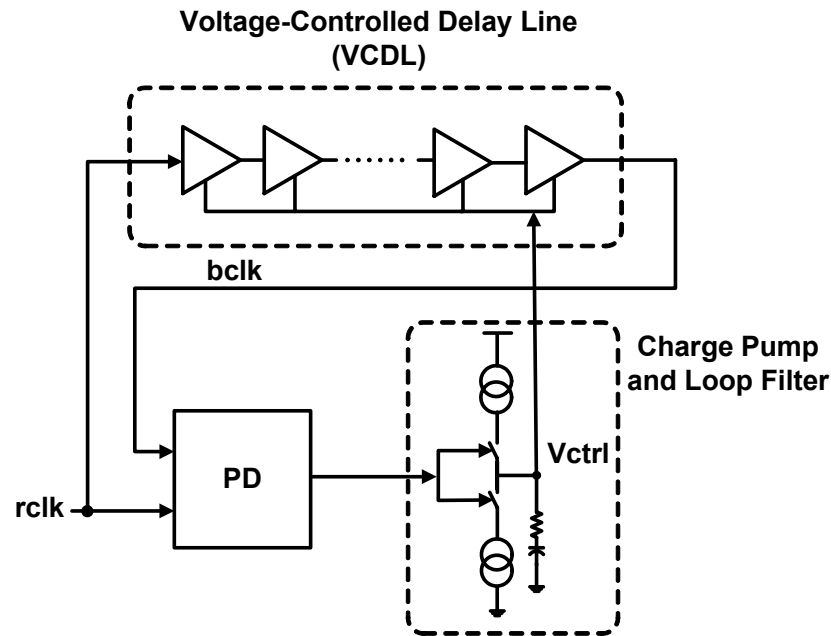 Voltage-Controlled Delay Line
(VCDL)
bclk
Charge Pump
and Loop Filter
Vctrl
PD
rclk